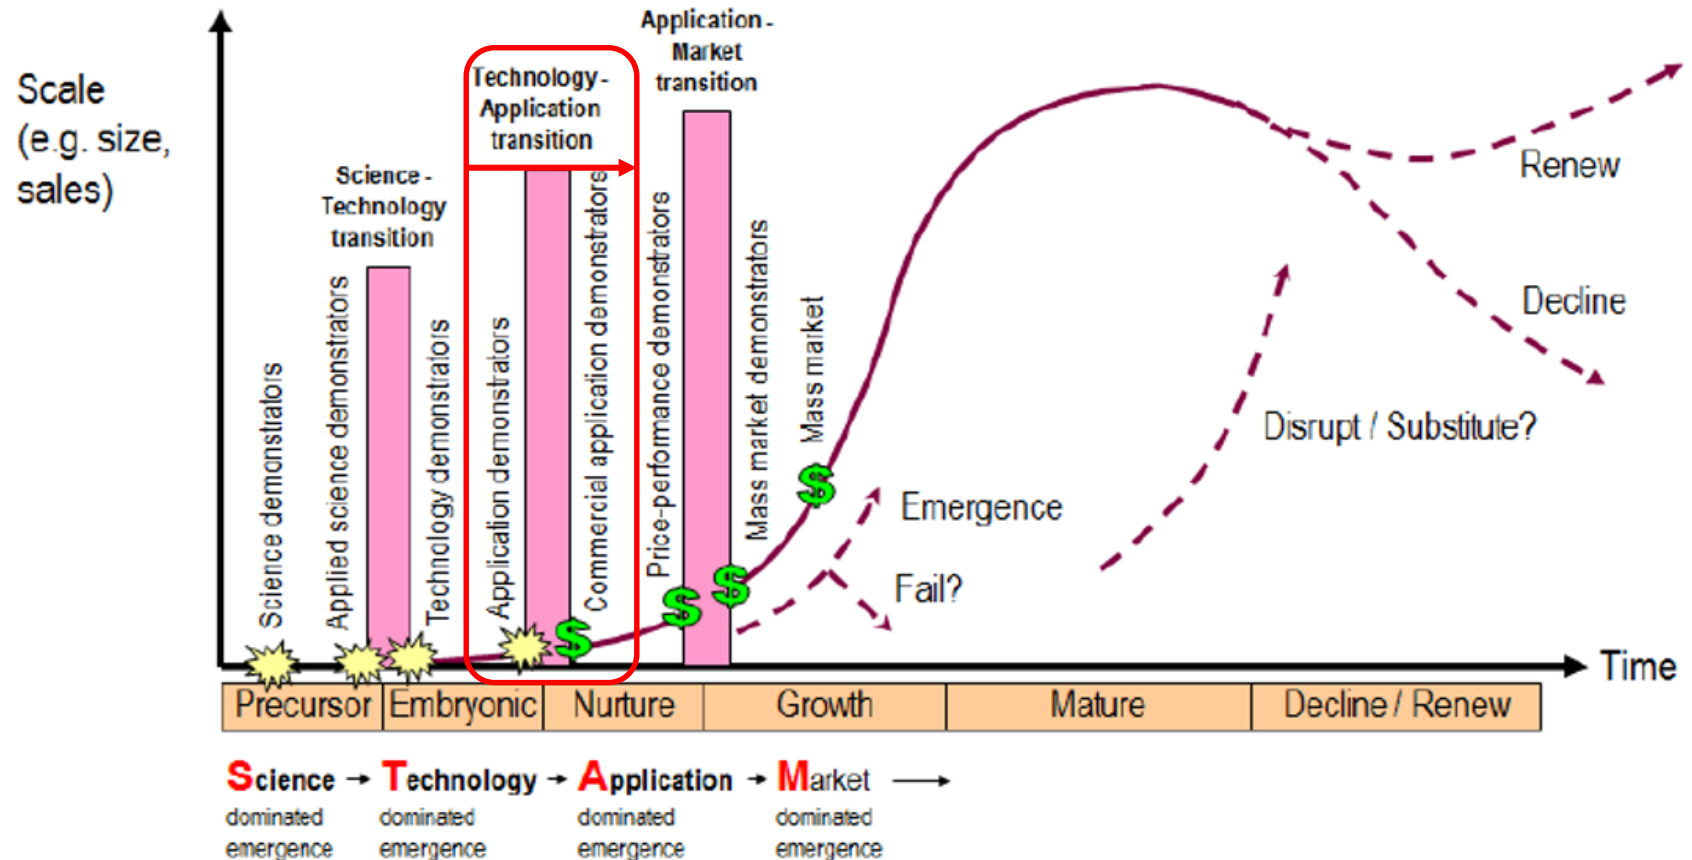 Scale
(e.g. size,
sales)
Science -
Technology
transition
Technology -
Application
transition
Application -
Market
transition
Science demonstrators
Applied science demonstrators
Technology demonstrators
Application demonstrators
Commercial application demonstrators
Price-perfomance demonstrators
Mass market demonstrators
Mass market
$
$
$
$
Emergence
Fail?
Disrupt / Substitute?
Renew
Decline
Time
Precursor
Embryonic
Nurture
Growth
Mature
Decline / Renew
Science → Technology → Application → Market →
dominated
emergence
dominated
emergence
dominated
emergence
dominated
emergence